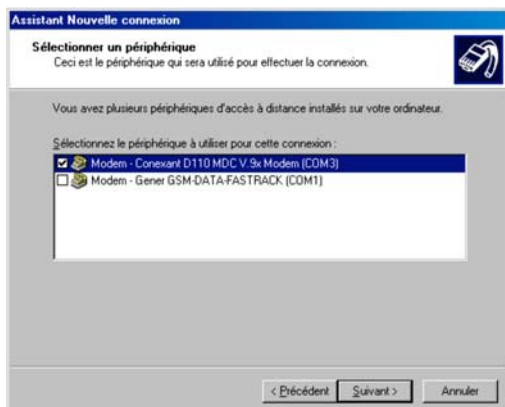 Assistant Nouvelle connexion
Sélectionner un périphérique
Ceci est le périphérique qui sera utilisé pour effectuer la connexion.
Vous avez plusieurs périphériques d'accès à distance installés sur votre ordinateur.
Sélectionnez le périphérique à utiliser pour cette connexion :
Modem - Conexant D110 MDC V.9x Modem (COM3)
Modem - Gener GSM-DATA-FASTRACK (COM1)
< Précédent Suivant > Annuler